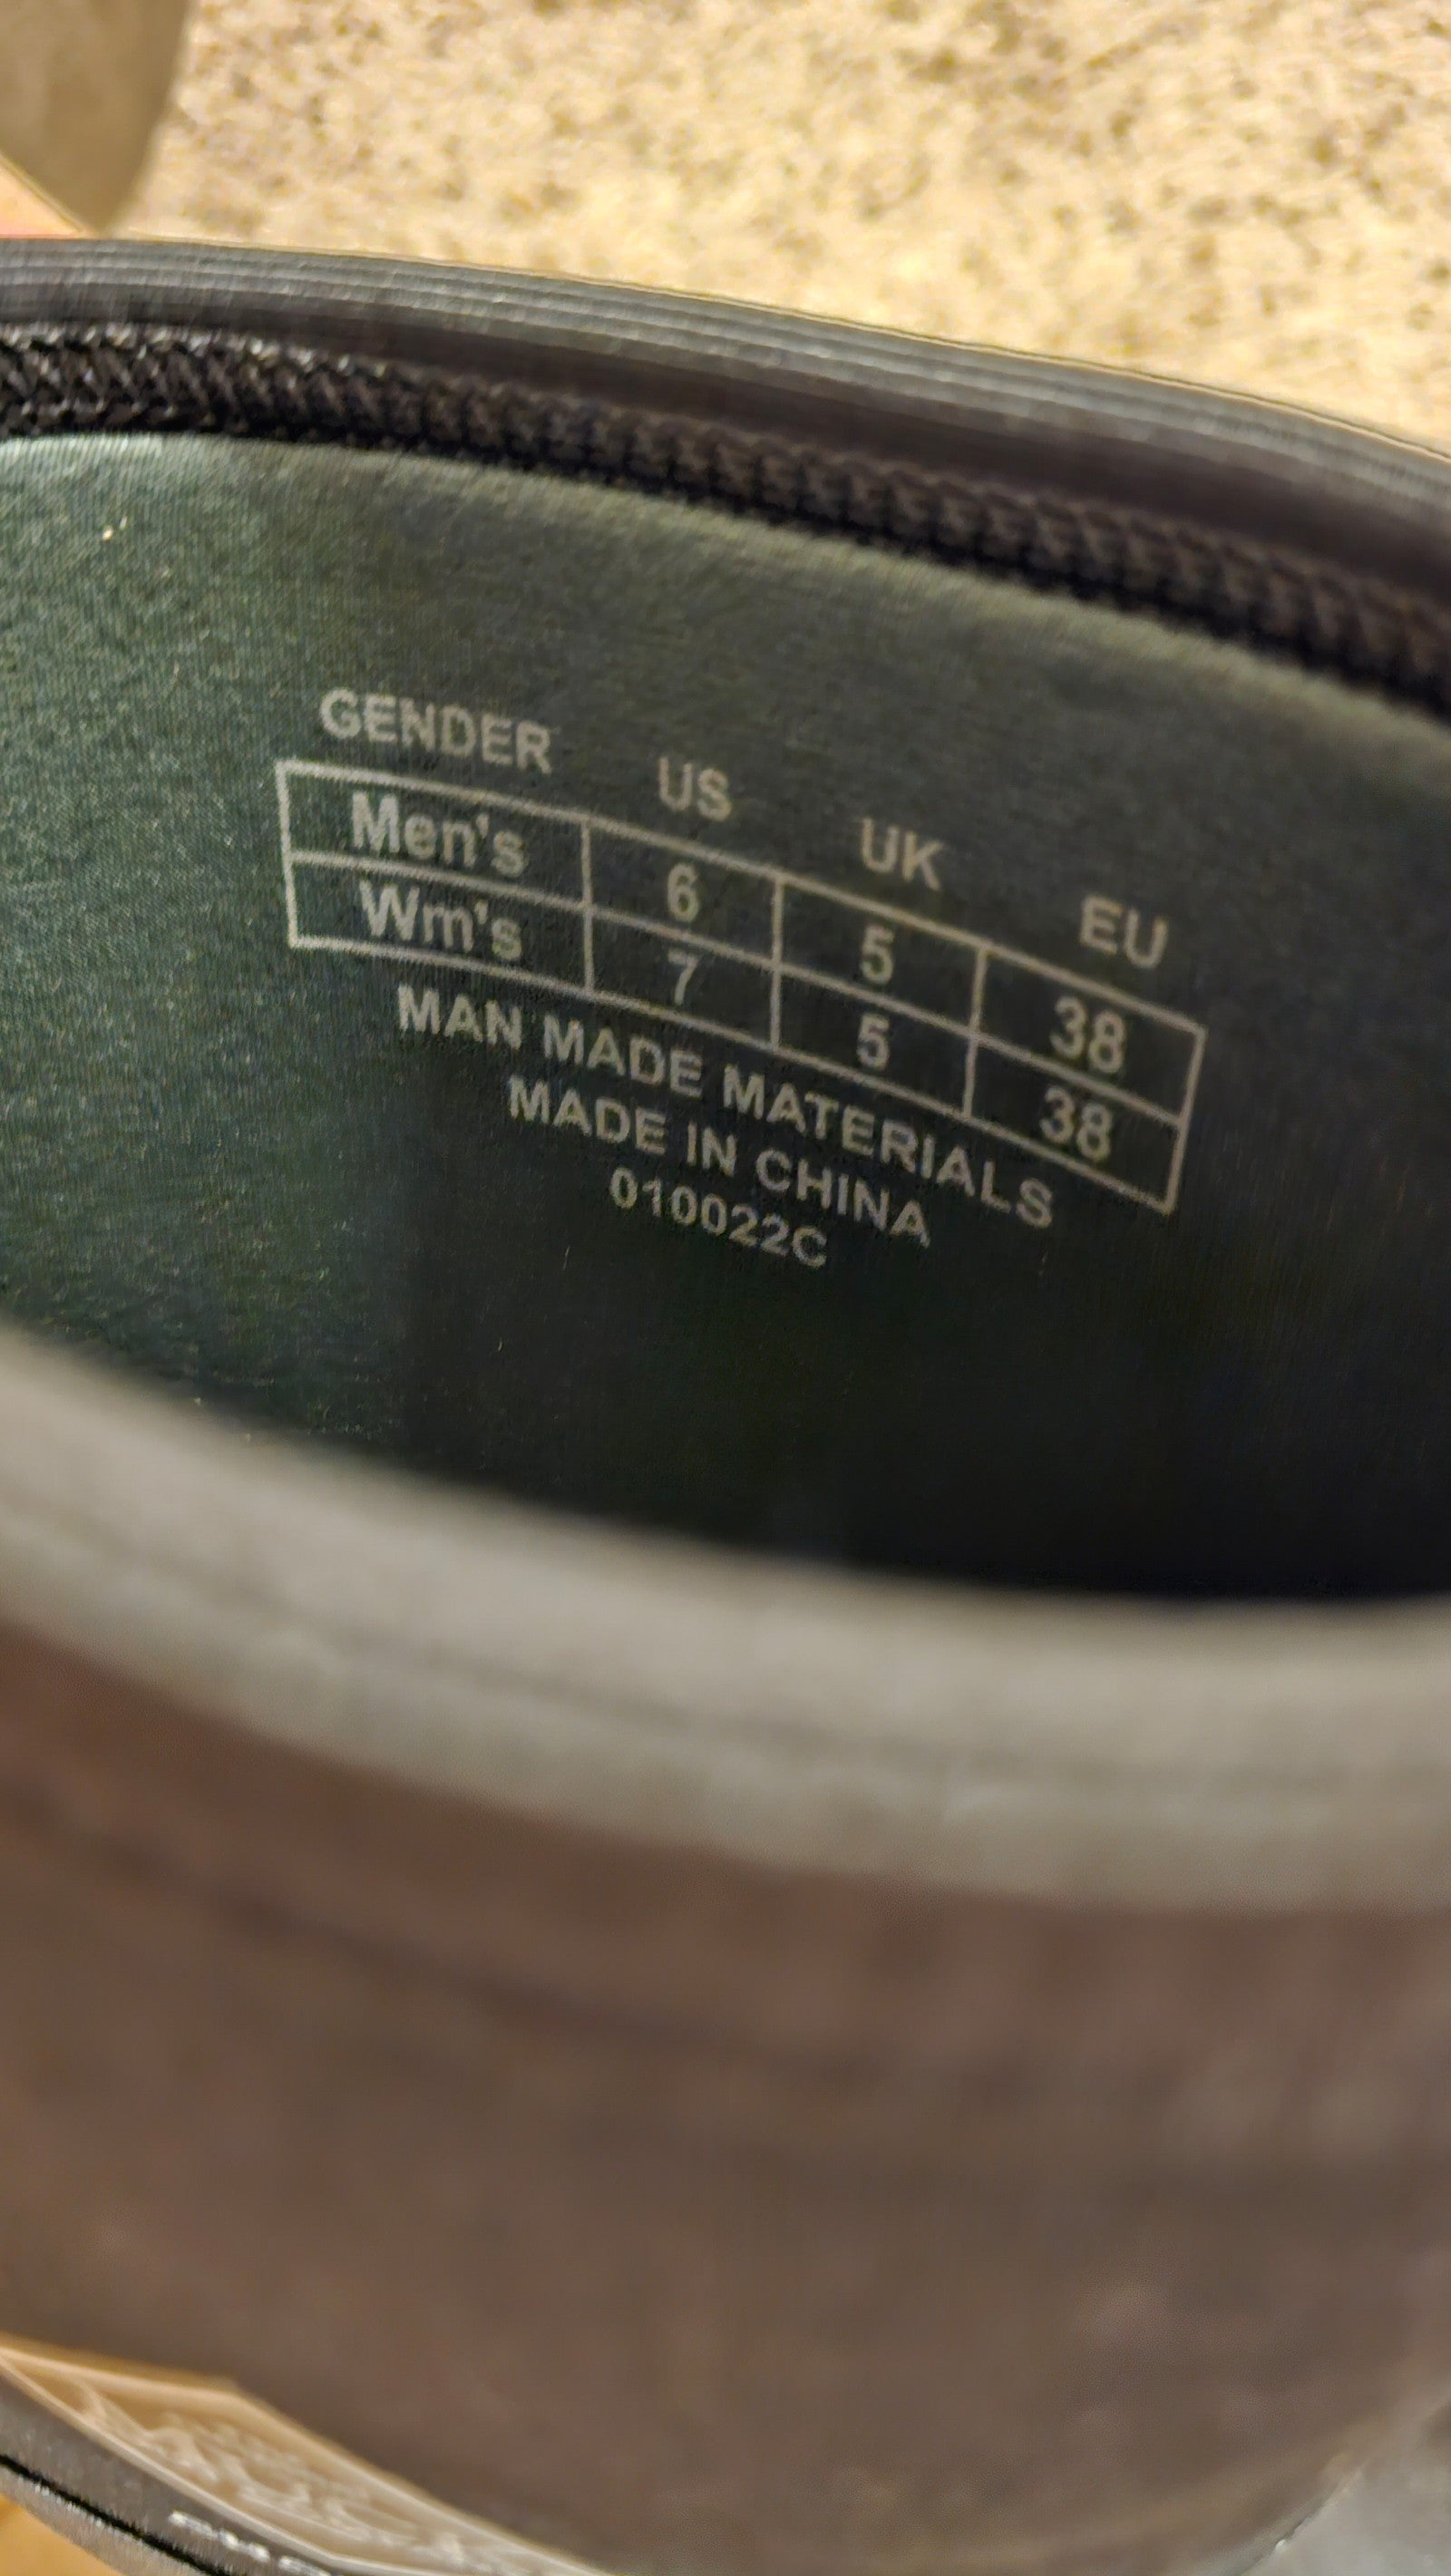 GENDER US UK EU
Men's 6 5 38
Wm's 7 5 38
MAN MADE MATERIALS
MADE IN CHINA
010022C